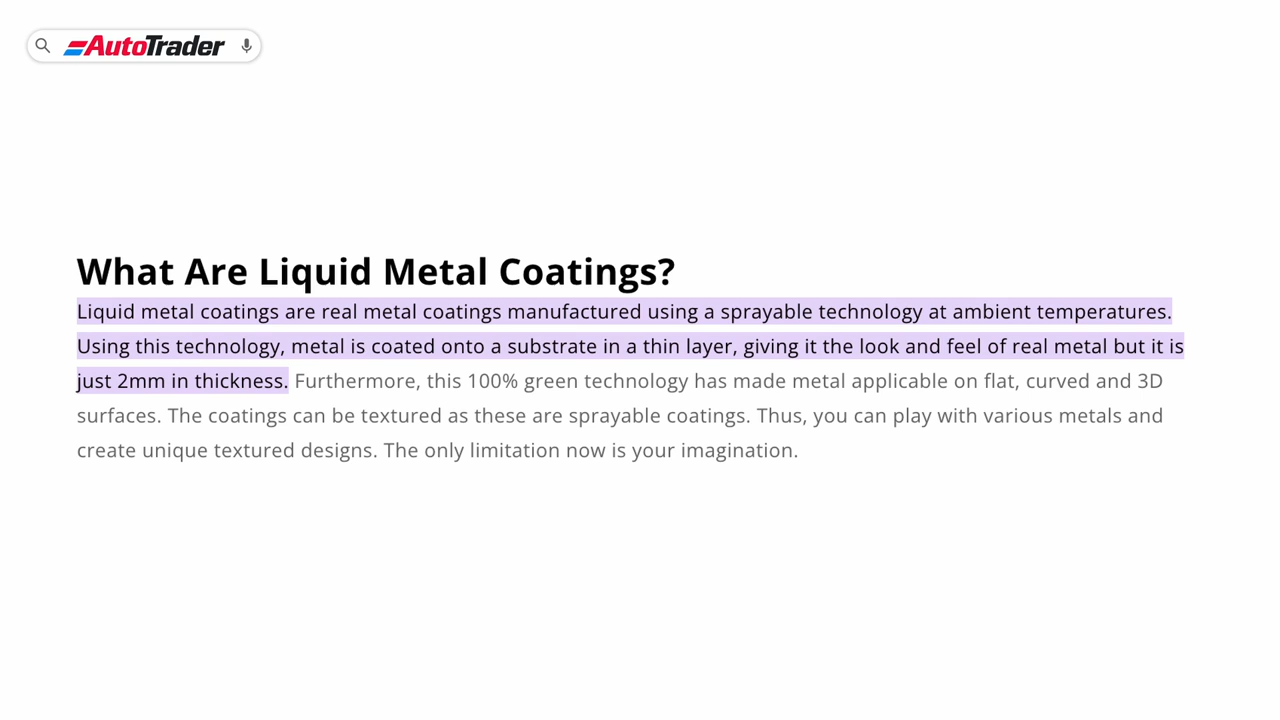 AutoTrader
What Are Liquid Metal Coatings?
Liquid metal coatings are real metal coatings manufactured using a sprayable technology at ambient temperatures.
Using this technology, metal is coated onto a substrate in a thin layer, giving it the look and feel of real metal but it is
just 2mm in thickness. Furthermore, this 100% green technology has made metal applicable on flat, curved and 3D
surfaces. The coatings can be textured as these are sprayable coatings. Thus, you can play with various metals and
create unique textured designs. The only limitation now is your imagination.